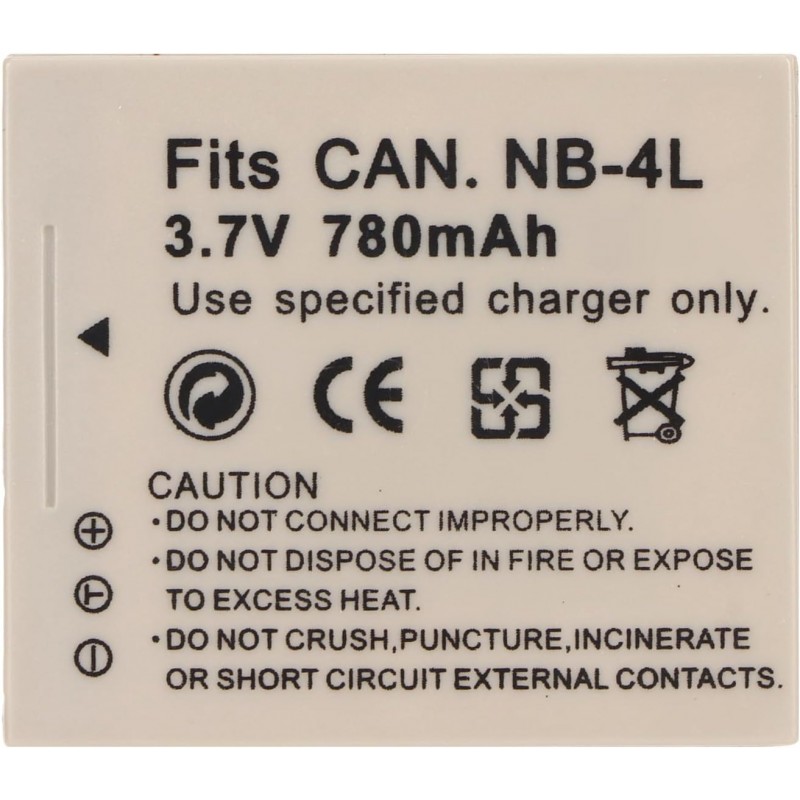 Fits CAN. NB-4L
3.7V 780mAh
Use specified charger only.
CE
CAUTION
·DO NOT CONNECT IMPROPERLY.
·DO NOT DISPOSE OF IN FIRE OR EXPOSE
TO EXCESS HEAT.
·DO NOT CRUSH,PUNCTURE,INCINERATE
OR SHORT CIRCUIT EXTERNAL CONTACTS.
+
T
–